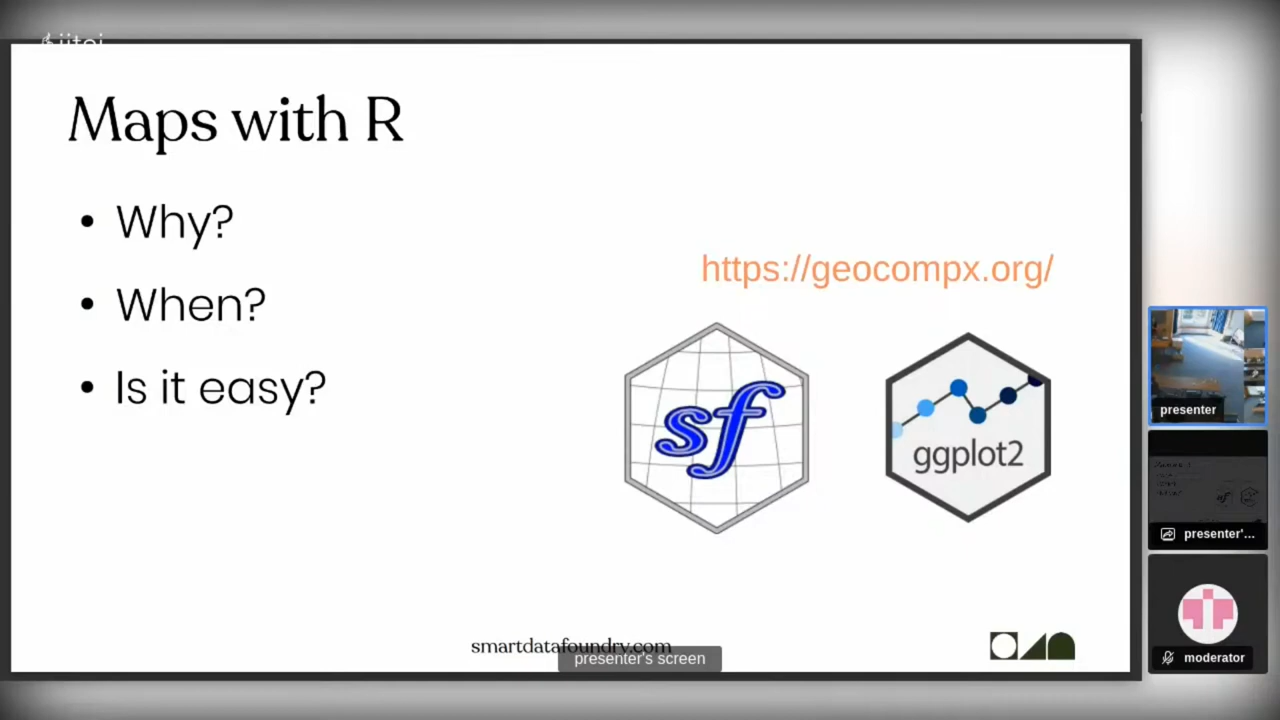 Maps with R
• Why?
• When?
• Is it easy?
https://geocompx.org/
sf
ggplot2
smartdatafoundry.com
presenter's screen
presenter
presenter'...
moderator